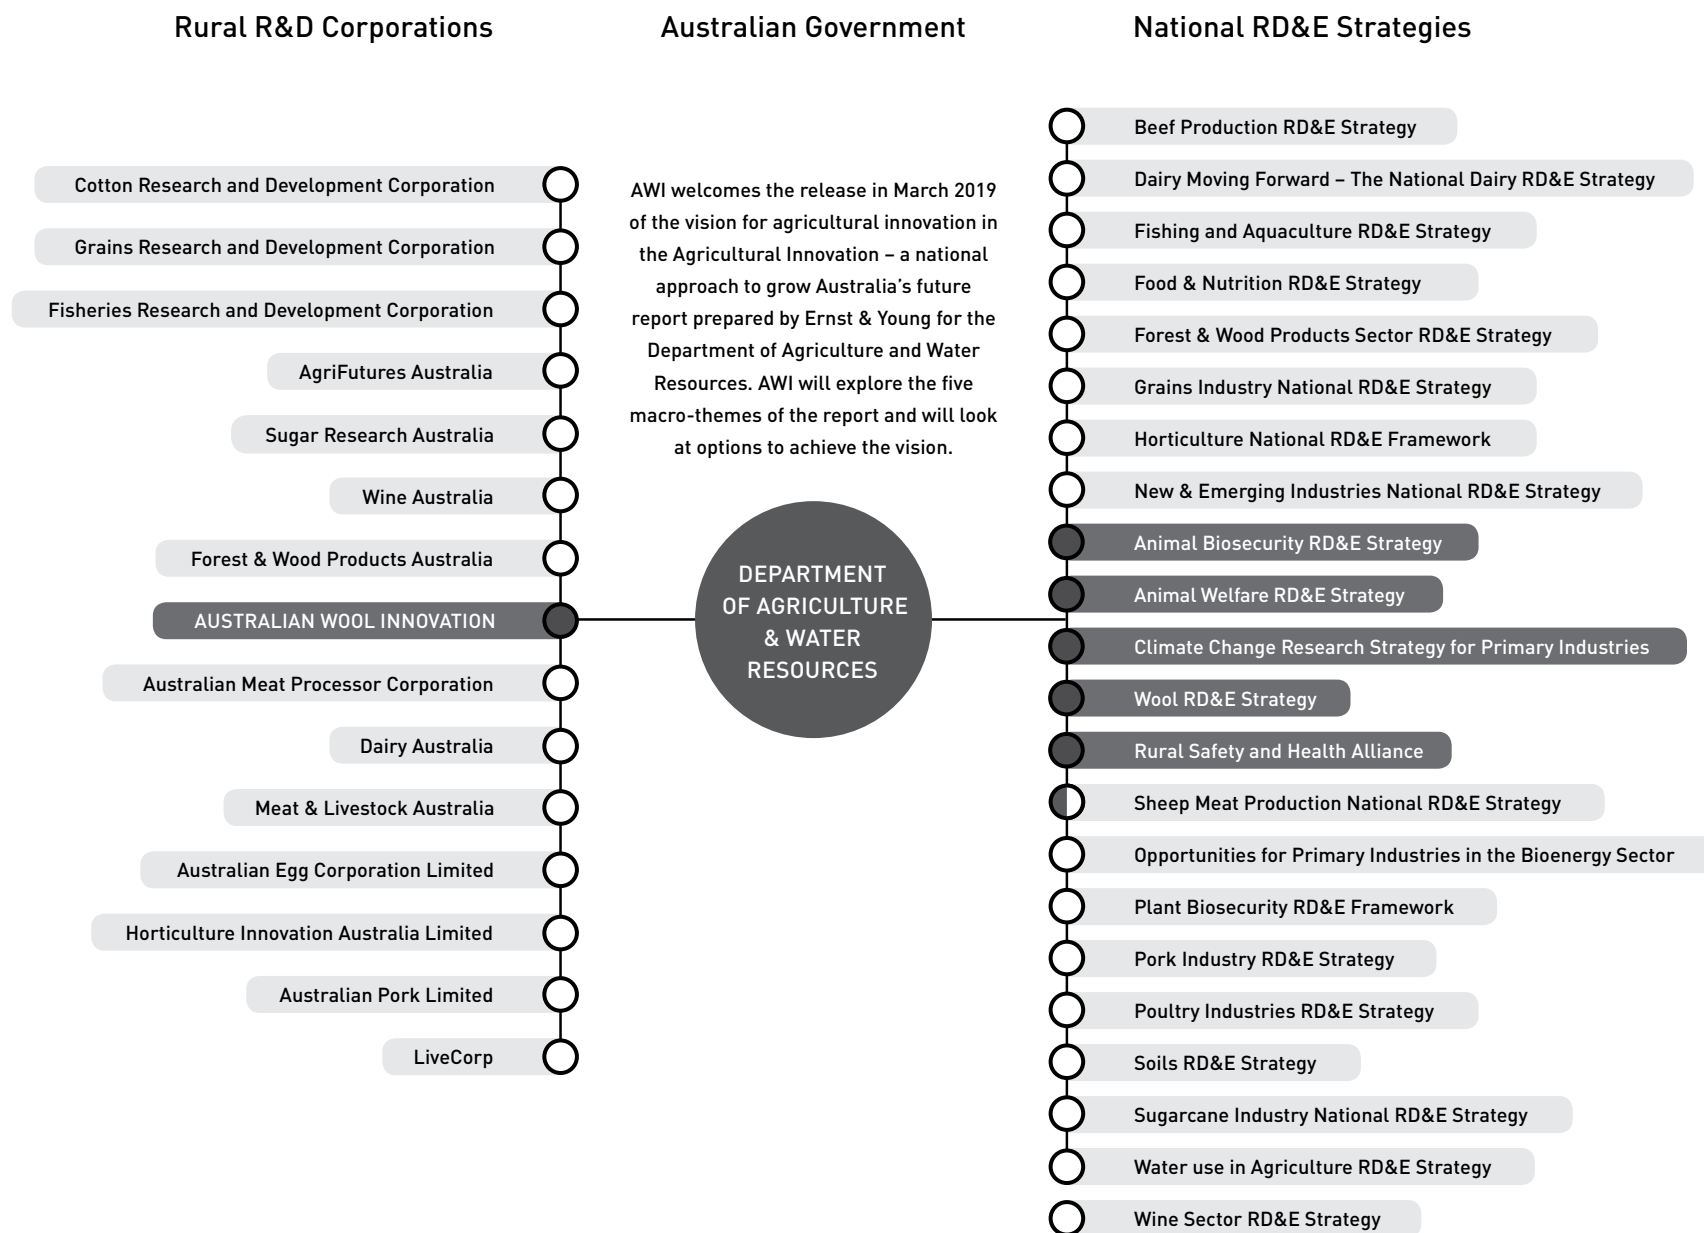 Rural R&D Corporations
Australian Government
National RD&E Strategies
Cotton Research and Development Corporation
Grains Research and Development Corporation
Fisheries Research and Development Corporation
AgriFutures Australia
Sugar Research Australia
Wine Australia
Forest & Wood Products Australia
AUSTRALIAN WOOL INNOVATION
Australian Meat Processor Corporation
Dairy Australia
Meat & Livestock Australia
Australian Egg Corporation Limited
Horticulture Innovation Australia Limited
Australian Pork Limited
LiveCorp
AWI welcomes the release in March 2019
of the vision for agricultural innovation in
the Agricultural Innovation – a national
approach to grow Australia’s future
report prepared by Ernst & Young for the
Department of Agriculture and Water
Resources. AWI will explore the five
macro-themes of the report and will look
at options to achieve the vision.
DEPARTMENT
OF AGRICULTURE
& WATER
RESOURCES
Beef Production RD&E Strategy
Dairy Moving Forward – The National Dairy RD&E Strategy
Fishing and Aquaculture RD&E Strategy
Food & Nutrition RD&E Strategy
Forest & Wood Products Sector RD&E Strategy
Grains Industry National RD&E Strategy
Horticulture National RD&E Framework
New & Emerging Industries National RD&E Strategy
Animal Biosecurity RD&E Strategy
Animal Welfare RD&E Strategy
Climate Change Research Strategy for Primary Industries
Wool RD&E Strategy
Rural Safety and Health Alliance
Sheep Meat Production National RD&E Strategy
Opportunities for Primary Industries in the Bioenergy Sector
Plant Biosecurity RD&E Framework
Pork Industry RD&E Strategy
Poultry Industries RD&E Strategy
Soils RD&E Strategy
Sugarcane Industry National RD&E Strategy
Water use in Agriculture RD&E Strategy
Wine Sector RD&E Strategy